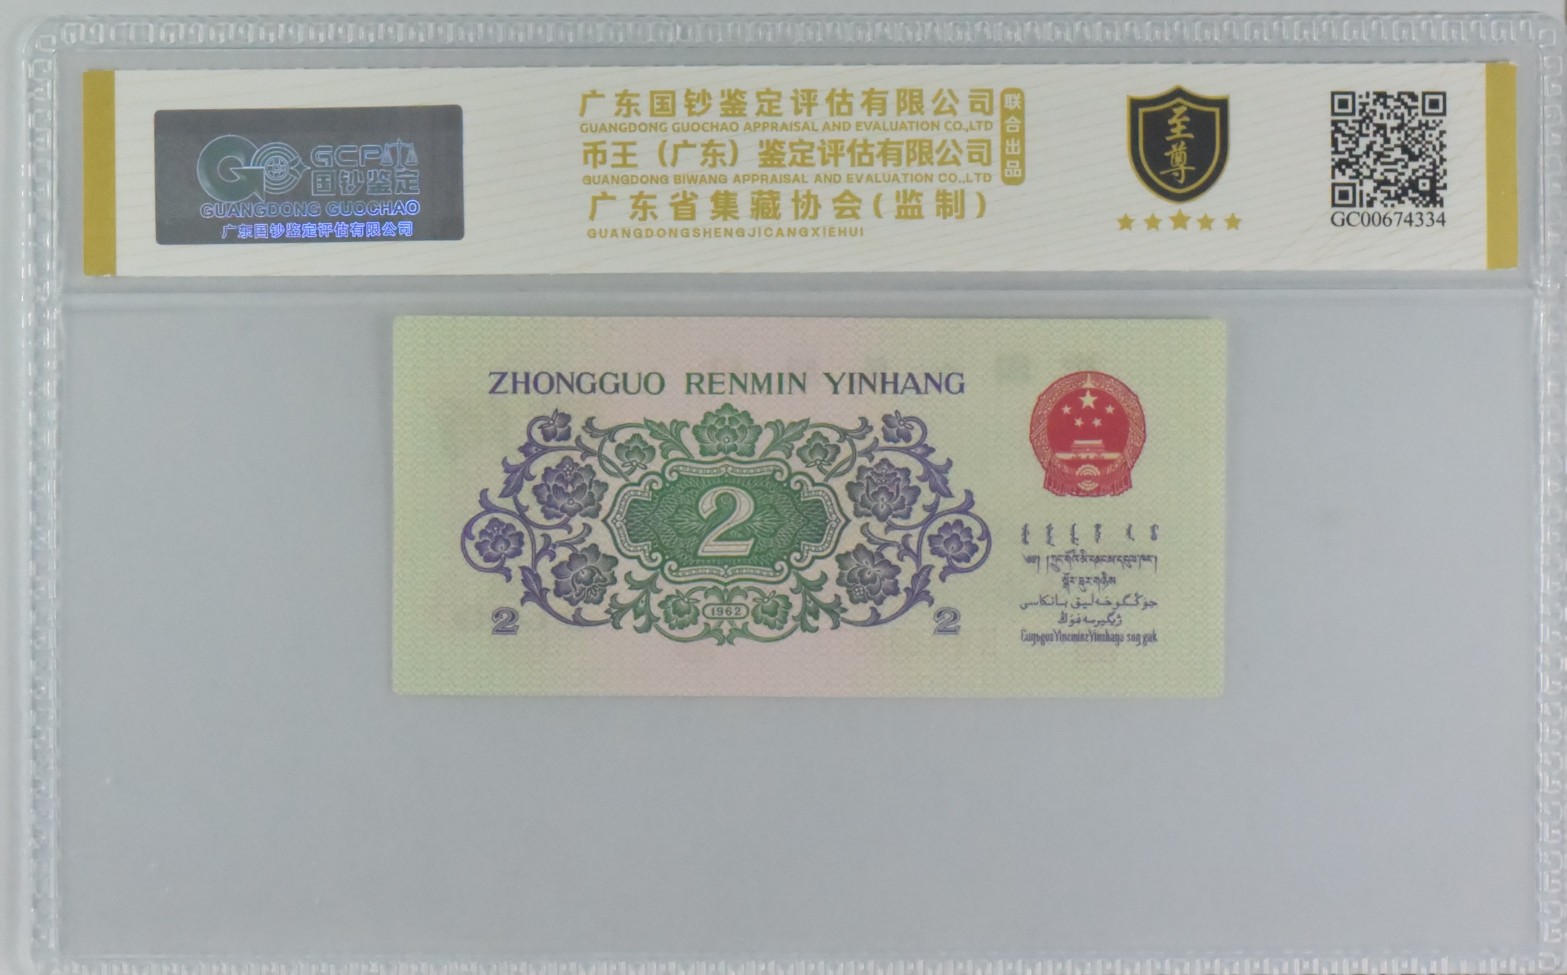 GCP
国钞鉴定
GUANGDONG GUOCHAO
广东国钞鉴定评估有限公司
广东国钞鉴定评估有限公司
GUANGDONG GUOCHAO APPRAISAL AND EVALUATION CO.,LTD
币王（广东）鉴定评估有限公司
GUANGDONG BIWANG APPRAISAL AND EVALUATION CO.,LTD
广东省集藏协会(监制)
GUANGDONGSHENGJICANGXIEHUI
联合出品
至尊
GC00674334
ZHONGGUO RENMIN YINHANG
2
1962
2
2